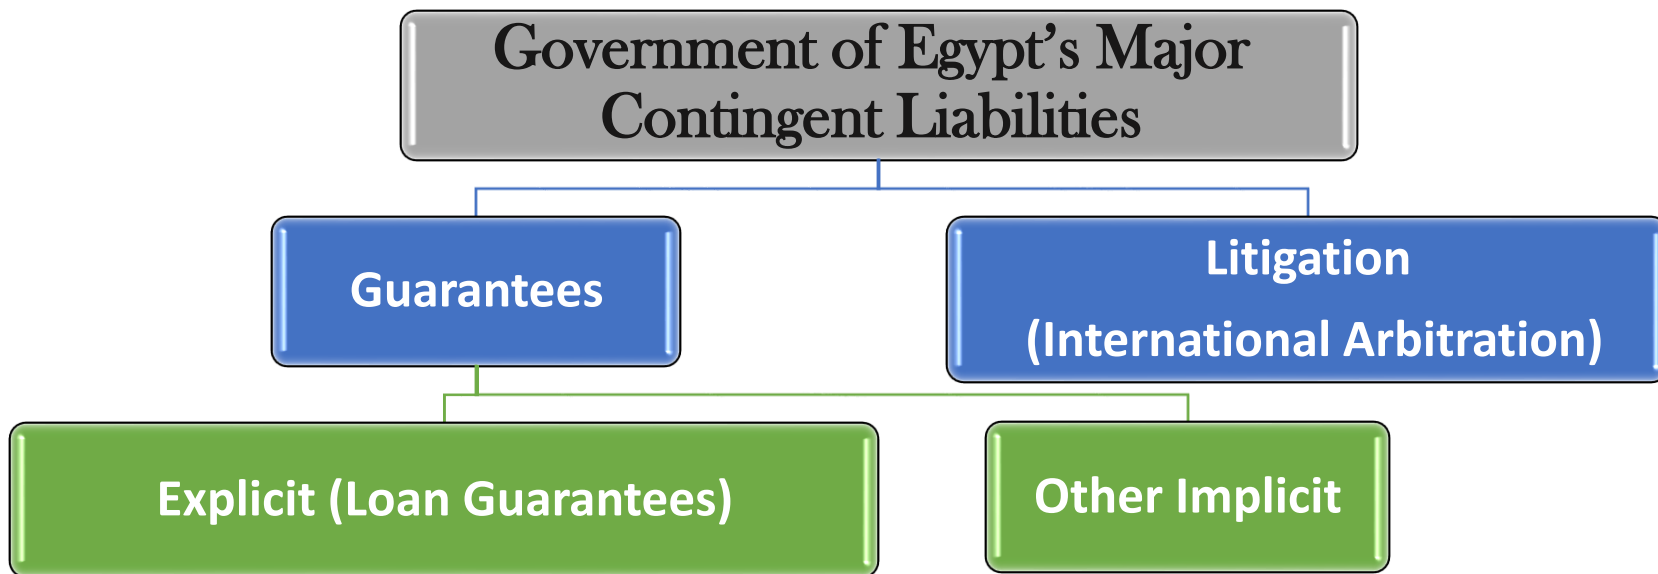 Government of Egypt’s Major
Contingent Liabilities
Guarantees
Litigation
(International Arbitration)
Explicit (Loan Guarantees)
Other Implicit